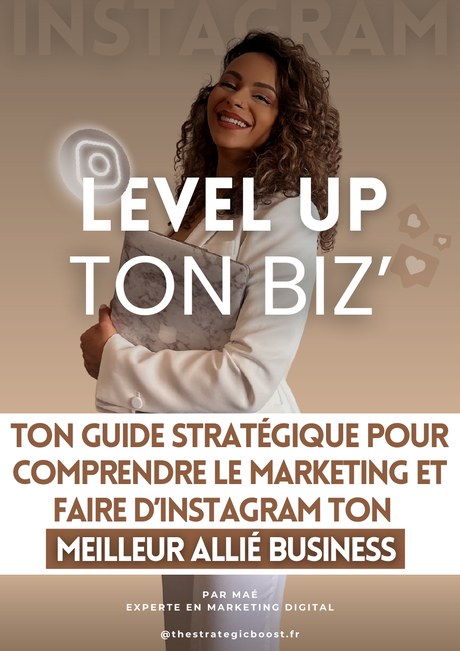 INSTAGRAM
LEVEL UP
TON BIZ’
TON GUIDE STRATÉGIQUE POUR
COMPRENDRE LE MARKETING ET
FAIRE D’INSTAGRAM TON
MEILLEUR ALLIÉ BUSINESS
PAR MAÉ
EXPERTE EN MARKETING DIGITAL
@thestrategicboost.fr